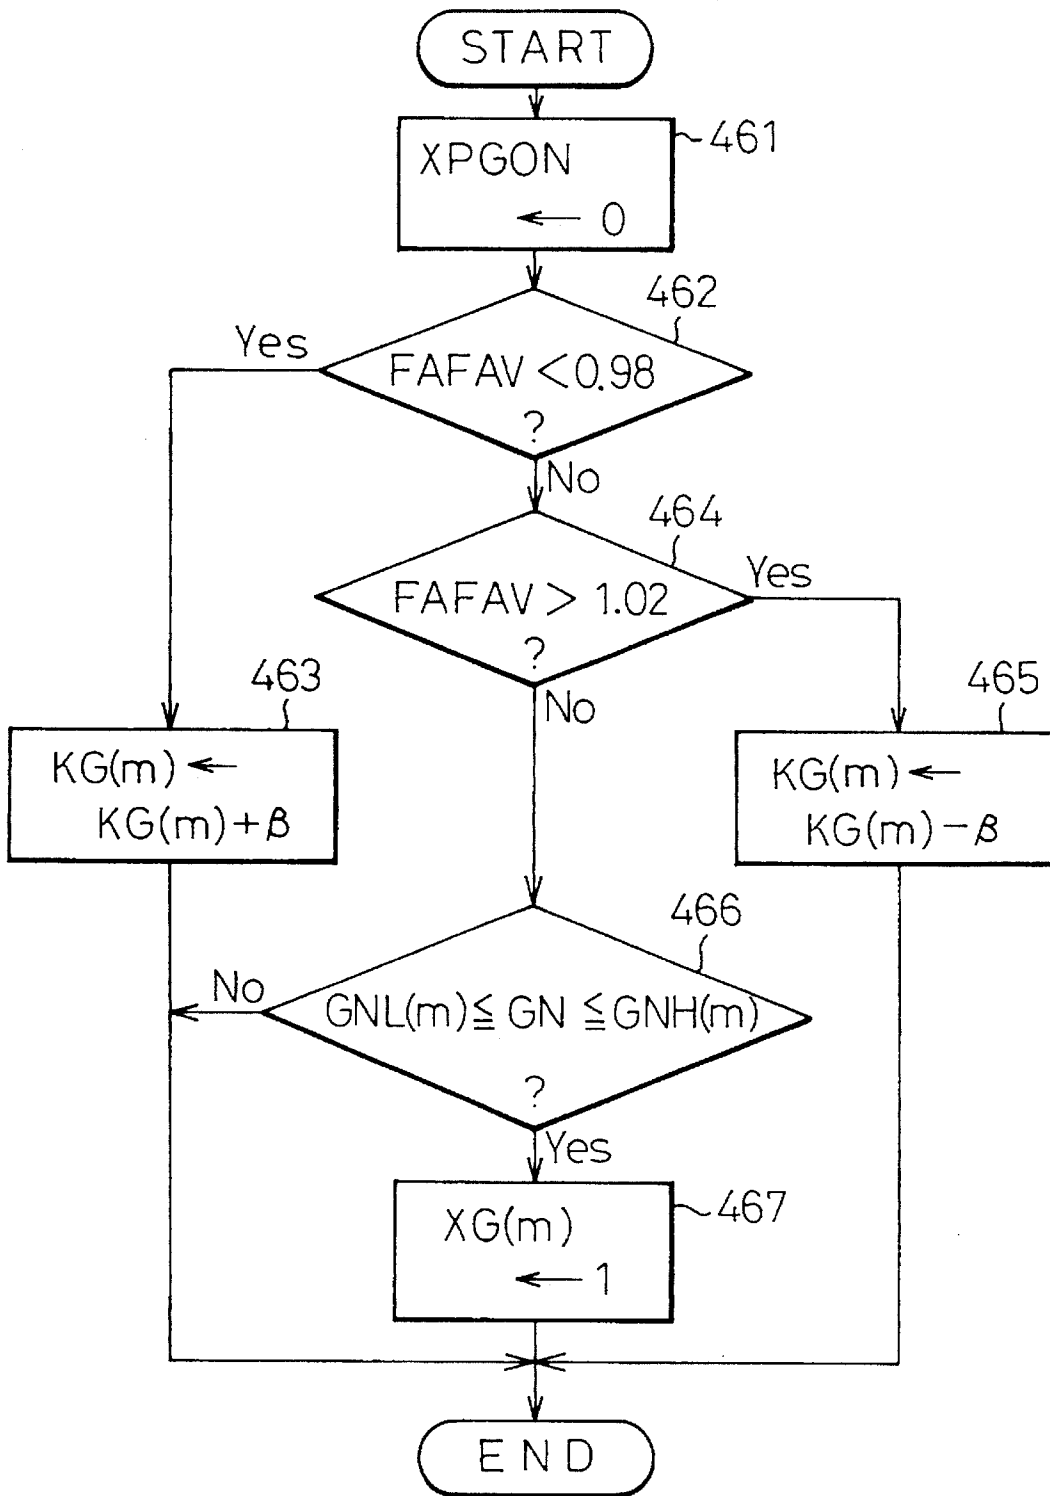 START
461
XPGON
← 0
462
Yes
FAFAV <0.98
?
No
464
Yes
FAFAV > 1.02
?
No
463
KG(m) ←
KG(m)+β
465
KG(m) ←
KG(m)-β
466
No
GNL(m) ≦ GN ≦ GNH(m)
?
Yes
467
XG(m)
← 1
END